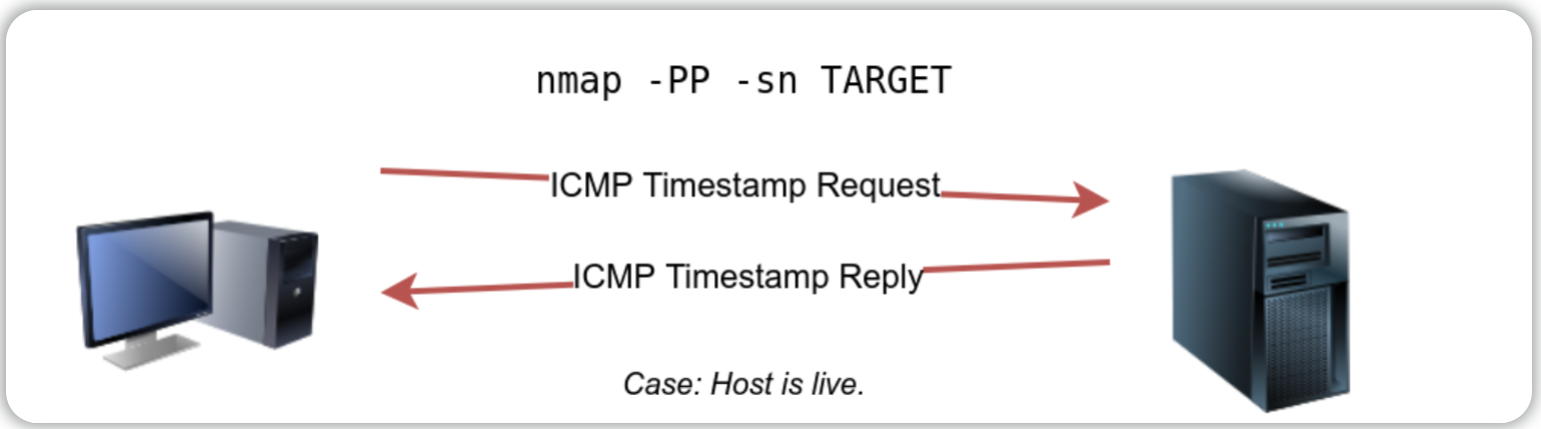 nmap -PP -sn TARGET
ICMP Timestamp Request
ICMP Timestamp Reply
Case: Host is live.